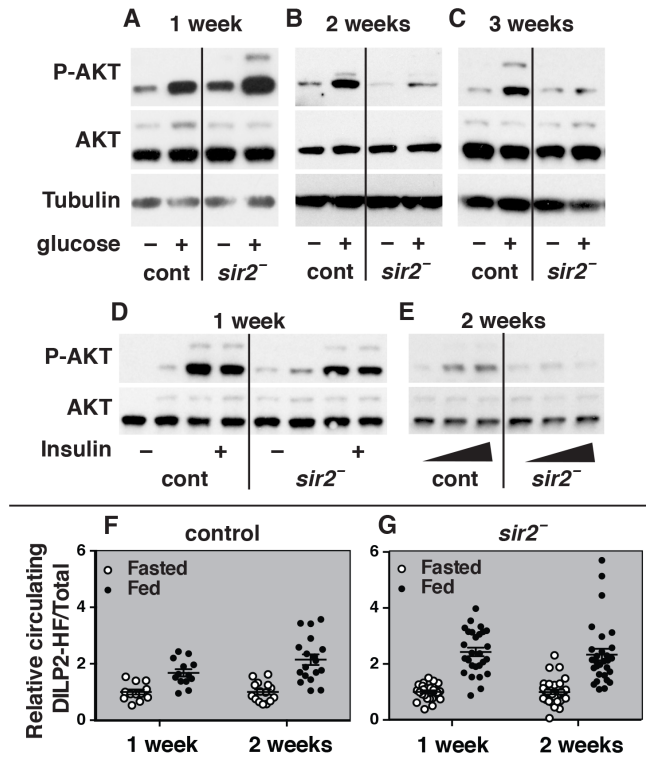 A 1 week B 2 weeks C 3 weeks
P-AKT
AKT
Tubulin
glucose − + − + − + − + − + − +
cont sir2⁻ cont sir2⁻ cont sir2⁻
D 1 week E 2 weeks
P-AKT
AKT
Insulin − + − +
cont sir2⁻ cont sir2⁻
F control G sir2⁻
Relative circulating
DILP2-HF/Total
6 6
Fasted Fasted
Fed Fed
4 4
2 2
0 0
1 week 2 weeks 1 week 2 weeks